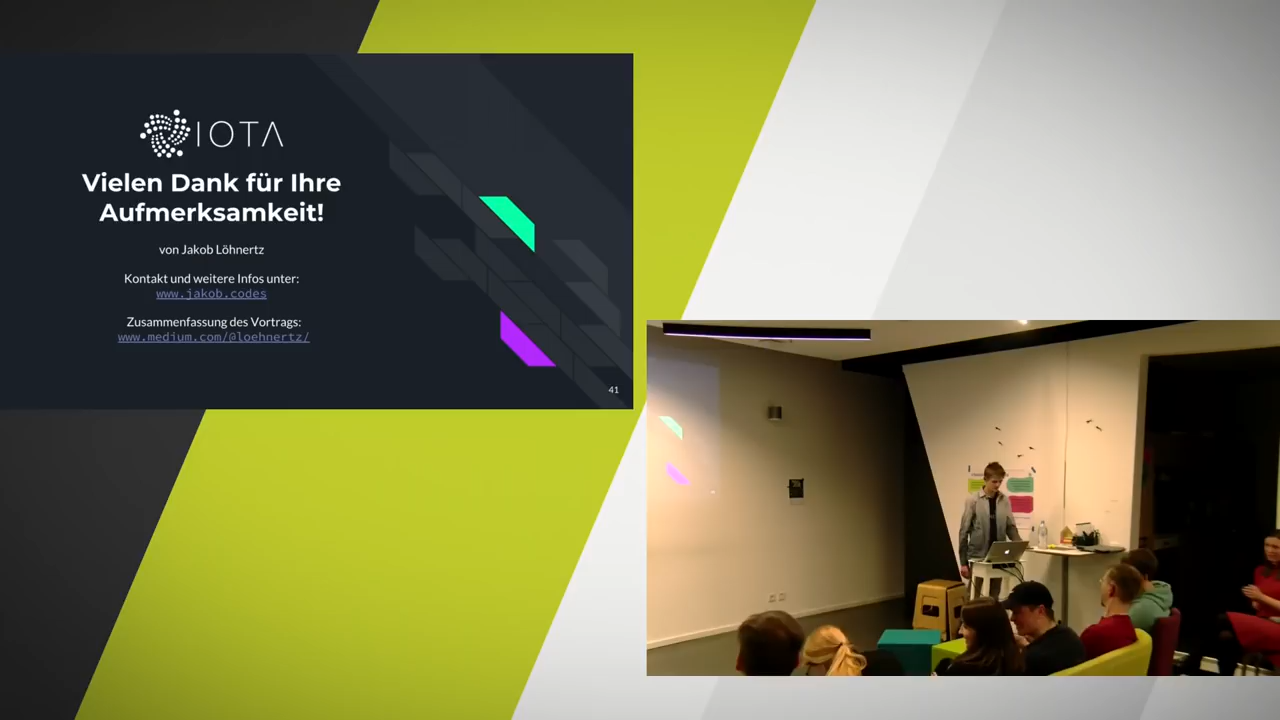 IOTA
Vielen Dank für Ihre
Aufmerksamkeit!
von Jakob Löhnertz
Kontakt und weitere Infos unter:
www.jakob.codes
Zusammenfassung des Vortrags:
www.medium.com/@loehnertz/
41